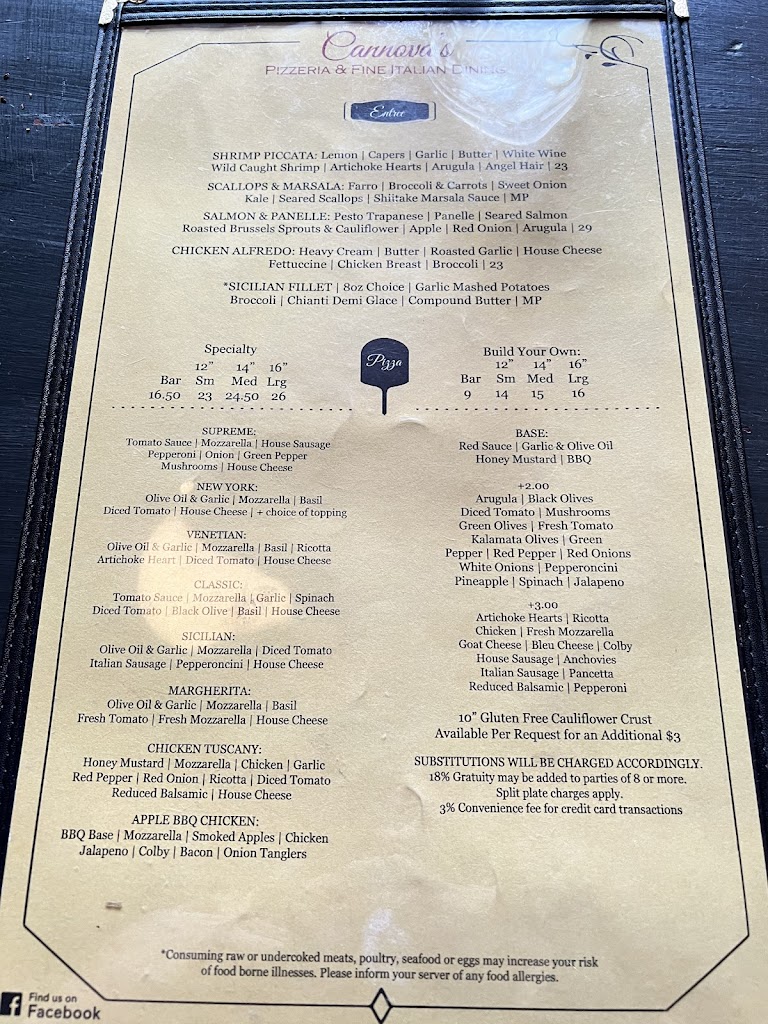 Cannova's
PIZZERIA & FINE ITALIAN DINING
Entree
SHRIMP PICCATA: Lemon | Capers | Garlic | Butter | White Wine
Wild Caught Shrimp | Artichoke Hearts | Arugula | Angel Hair | 23
SCALLOPS & MARSALA: Farro | Broccoli & Carrots | Sweet Onion
Kale | Seared Scallops | Shiitake Marsala Sauce | MP
SALMON & PANELLE: Pesto Trapanese | Panelle | Seared Salmon
Roasted Brussels Sprouts & Cauliflower | Apple | Red Onion | Arugula | 29
CHICKEN ALFREDO: Heavy Cream | Butter | Roasted Garlic | House Cheese
Fettuccine | Chicken Breast | Broccoli | 23
*SICILIAN FILLET | 8oz Choice | Garlic Mashed Potatoes
Broccoli | Chianti Demi Glace | Compound Butter | MP
Pizza
Specialty
12" 14" 16"
Bar Sm Med Lrg
16.50 23 24.50 26
SUPREME:
Tomato Sauce | Mozzarella | House Sausage
Pepperoni | Onion | Green Pepper
Mushrooms | House Cheese
NEW YORK:
Olive Oil & Garlic | Mozzarella | Basil
Diced Tomato | House Cheese | + choice of topping
VENETIAN:
Olive Oil & Garlic | Mozzarella | Basil | Ricotta
Artichoke Heart | Diced Tomato | House Cheese
CLASSIC:
Tomato Sauce | Mozzarella | Garlic | Spinach
Diced Tomato | Black Olive | Basil | House Cheese
SICILIAN:
Olive Oil & Garlic | Mozzarella | Diced Tomato
Italian Sausage | Pepperoncini | House Cheese
MARGHERITA:
Olive Oil & Garlic | Mozzarella | Basil
Fresh Tomato | Fresh Mozzarella | House Cheese
CHICKEN TUSCANY:
Honey Mustard | Mozzarella | Chicken | Garlic
Red Pepper | Red Onion | Ricotta | Diced Tomato
Reduced Balsamic | House Cheese
APPLE BBQ CHICKEN:
BBQ Base | Mozzarella | Smoked Apples | Chicken
Jalapeno | Colby | Bacon | Onion Tanglers
Build Your Own:
12" 14" 16"
Bar Sm Med Lrg
9 14 15 16
BASE:
Red Sauce | Garlic & Olive Oil
Honey Mustard | BBQ
+2.00
Arugula | Black Olives
Diced Tomato | Mushrooms
Green Olives | Fresh Tomato
Kalamata Olives | Green
Pepper | Red Pepper | Red Onions
White Onions | Pepperoncini
Pineapple | Spinach | Jalapeno
+3.00
Artichoke Hearts | Ricotta
Chicken | Fresh Mozzarella
Goat Cheese | Bleu Cheese | Colby
House Sausage | Anchovies
Italian Sausage | Pancetta
Reduced Balsamic | Pepperoni
10" Gluten Free Cauliflower Crust
Available Per Request for an Additional $3
SUBSTITUTIONS WILL BE CHARGED ACCORDINGLY.
18% Gratuity may be added to parties of 8 or more.
Split plate charges apply.
3% Convenience fee for credit card transactions
*Consuming raw or undercoked meats, poultry, seafood or eggs may increase your risk
of food borne illnesses. Please inform your server of any food allergies.
f Find us on
Facebook